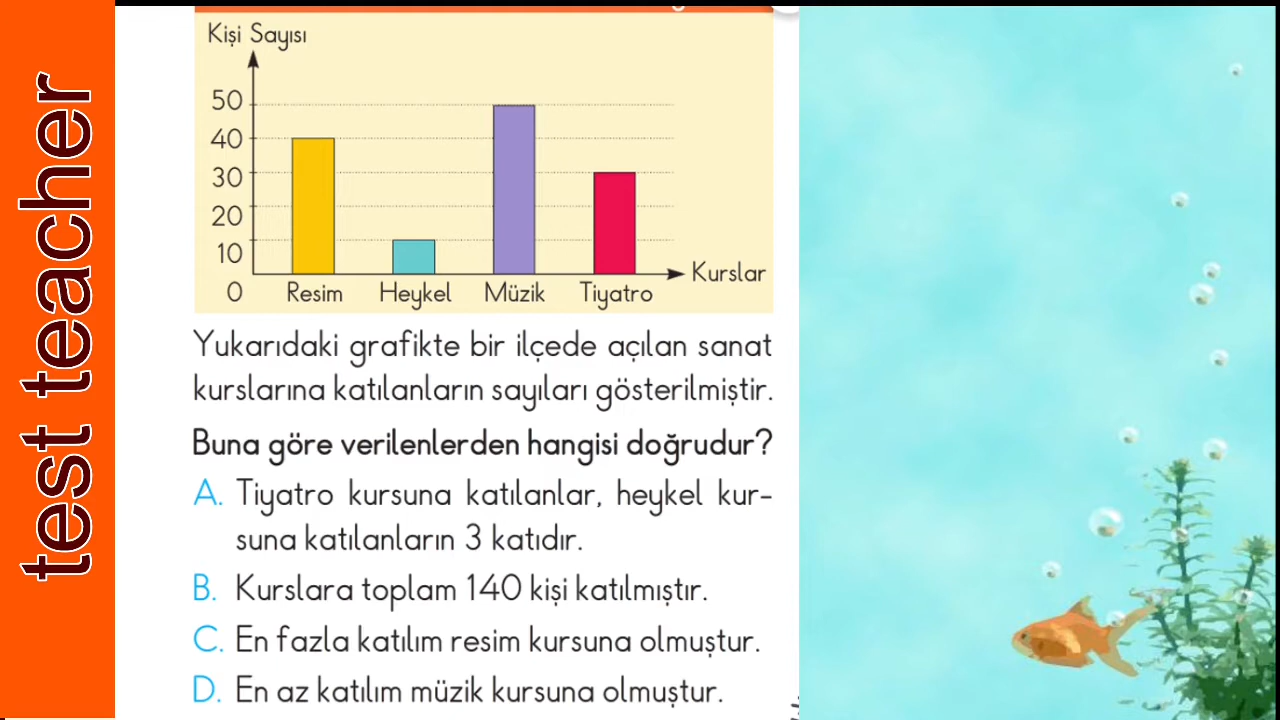 test teacher
Kişi Sayısı
50
40
30
20
10
0
Resim Heykel Müzik Tiyatro
Kurslar
Yukarıdaki grafikte bir ilçede açılan sanat
kurslarına katılanların sayıları gösterilmiştir.
Buna göre verilenlerden hangisi doğrudur?
A. Tiyatro kursuna katılanlar, heykel kur-
suna katılanların 3 katıdır.
B. Kurslara toplam 140 kişi katılmıştır.
C. En fazla katılım resim kursuna olmuştur.
D. En az katılım müzik kursuna olmuştur.